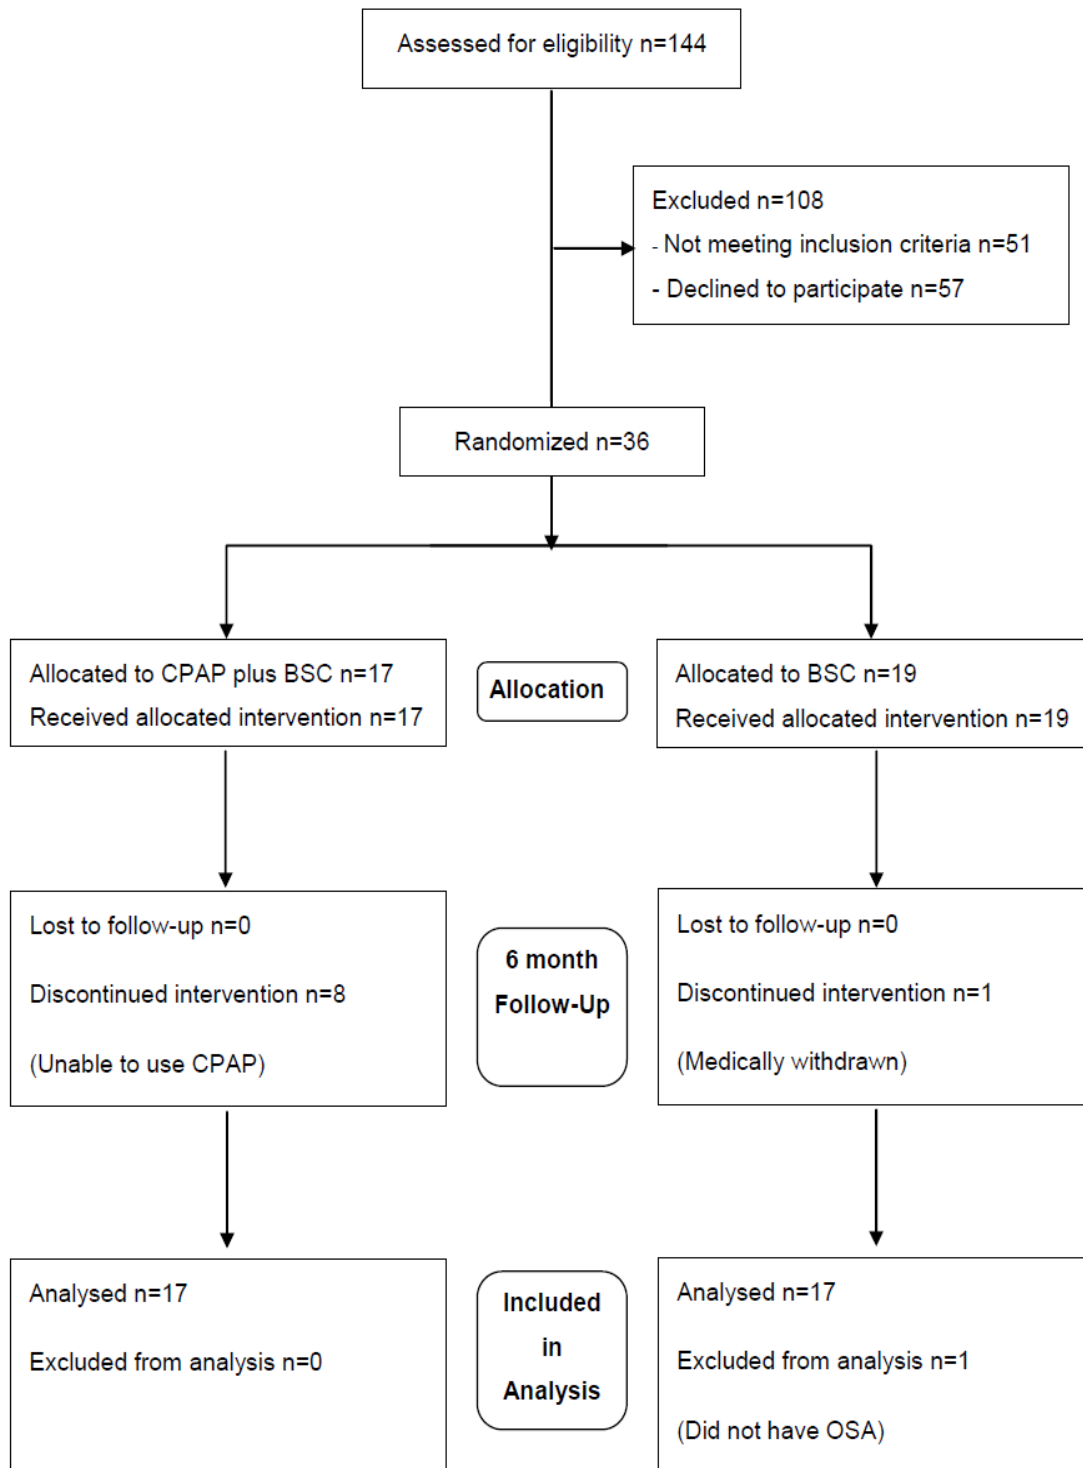 Assessed for eligibility n=144
Excluded n=108
- Not meeting inclusion criteria n=51
- Declined to participate n=57
Randomized n=36
Allocated to CPAP plus BSC n=17
Received allocated intervention n=17
Allocation
Allocated to BSC n=19
Received allocated intervention n=19
Lost to follow-up n=0
Discontinued intervention n=8
(Unable to use CPAP)
6 month
Follow-Up
Lost to follow-up n=0
Discontinued intervention n=1
(Medically withdrawn)
Analysed n=17
Excluded from analysis n=0
Included
in
Analysis
Analysed n=17
Excluded from analysis n=1
(Did not have OSA)